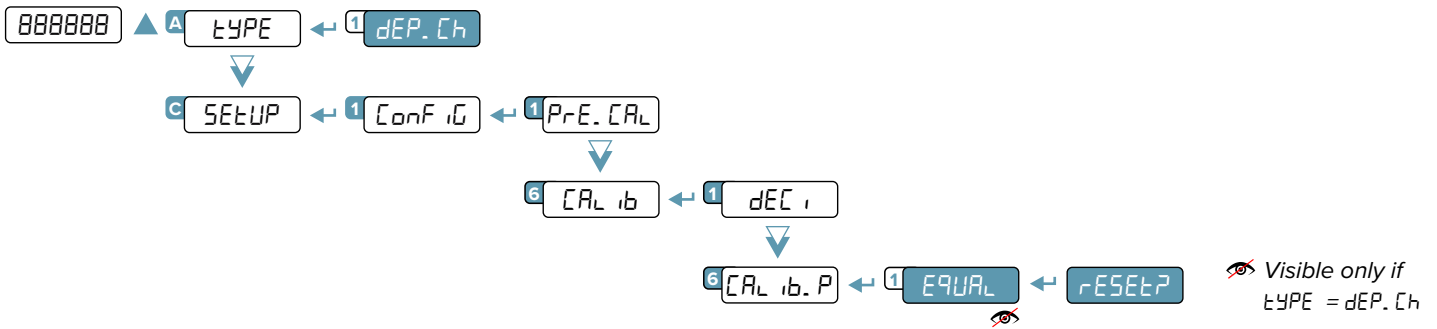 888888 A tYPE 1 dEP. Ch
C SEtUP 1 ConFiG 1 PrE. CAL
6 CALib 1 dECi
6 CALib. P 1 EqUAL rESEt? Visible only if
tYPE = dEP. Ch